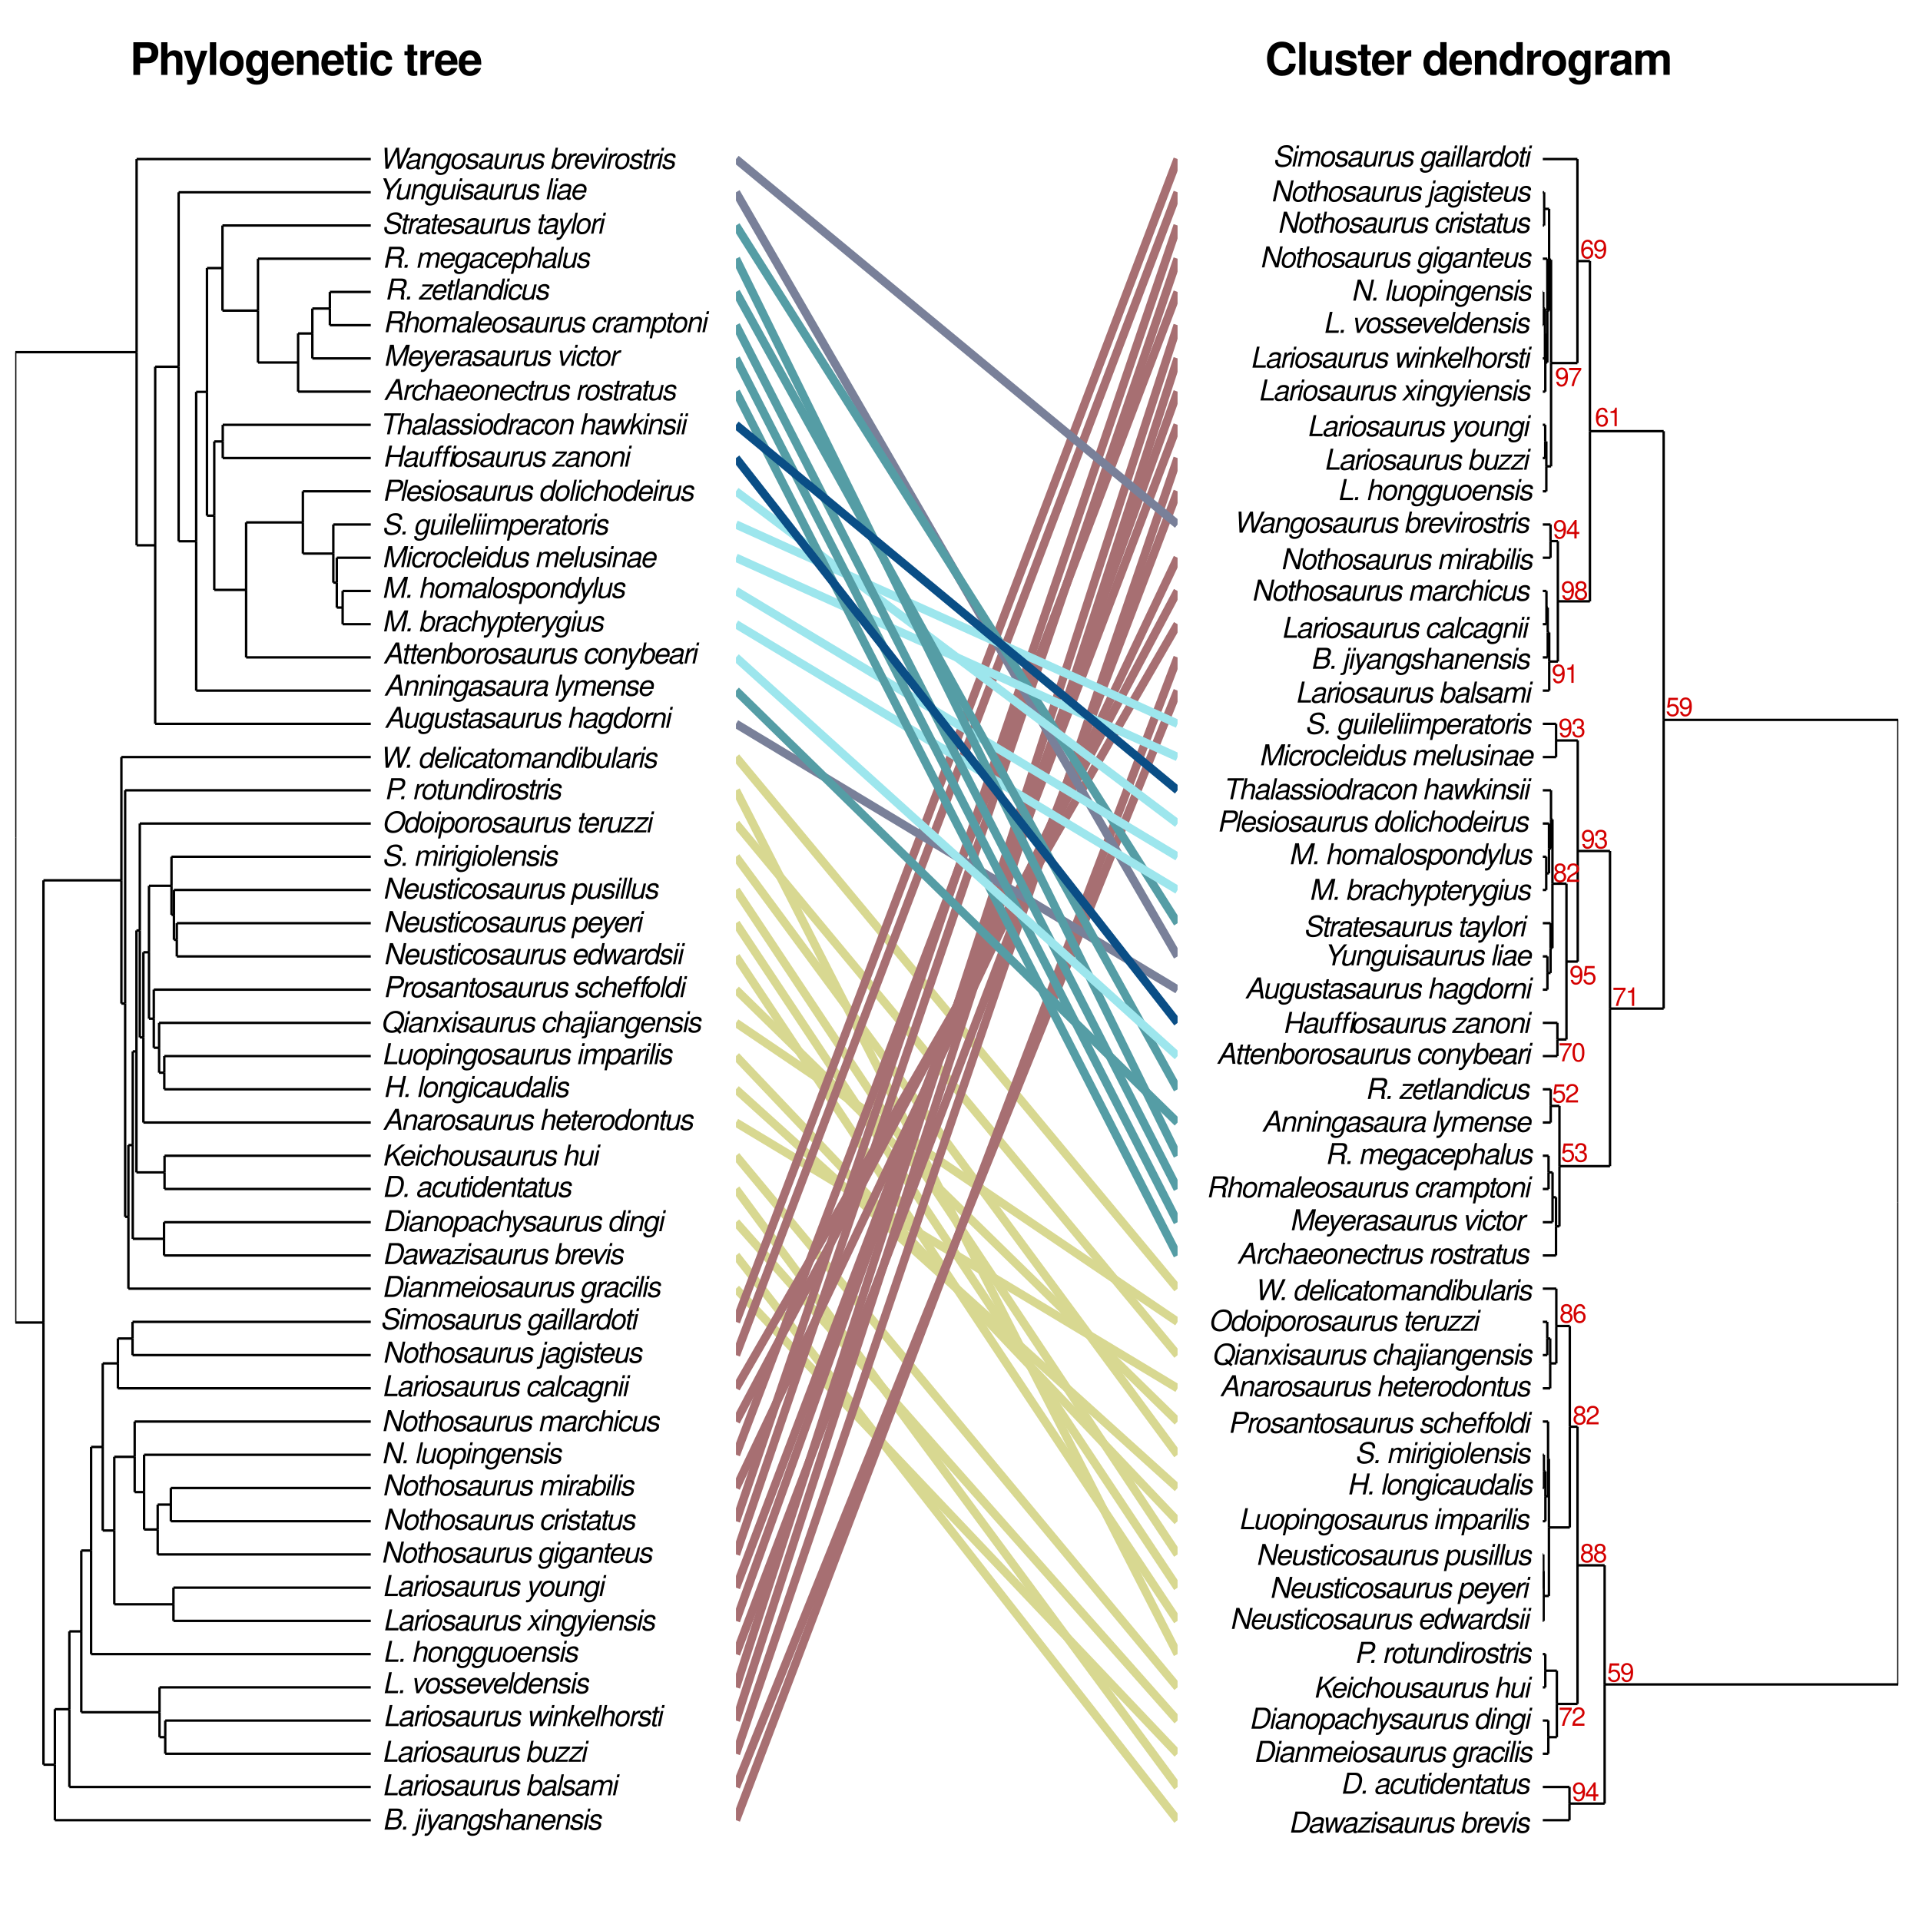 Phylogenetic tree
Wangosaurus brevirostris
Yunguisaurus liae
Stratesaurus taylori
R. megacephalus
R. zetlandicus
Rhomaleosaurus cramptoni
Meyerasaurus victor
Archaeonectrus rostratus
Thalassiodracon hawkinsii
Hauffiosaurus zanoni
Plesiosaurus dolichodeirus
S. guileliimperatoris
Microcleidus melusinae
M. homalospondylus
M. brachypterygius
Attenborosaurus conybeari
Anningasaura lymense
Augustasaurus hagdorni
W. delicatomandibularis
P. rotundirostris
Odoiporosaurus teruzzi
S. mirigiolensis
Neusticosaurus pusillus
Neusticosaurus peyeri
Neusticosaurus edwardsii
Prosantosaurus scheffoldi
Qianxisaurus chajiangensis
Luopingosaurus imparilis
H. longicaudalis
Anarosaurus heterodontus
Keichousaurus hui
D. acutidentatus
Dianopachysaurus dingi
Dawazisaurus brevis
Dianmeiosaurus gracilis
Simosaurus gaillardoti
Nothosaurus jagisteus
Lariosaurus calcagnii
Nothosaurus marchicus
N. luopingensis
Nothosaurus mirabilis
Nothosaurus cristatus
Nothosaurus giganteus
Lariosaurus youngi
Lariosaurus xingyiensis
L. hongguoensis
L. vosseveldensis
Lariosaurus winkelhorsti
Lariosaurus buzzi
Lariosaurus balsami
B. jiyangshanensis
Cluster dendrogram
Simosaurus gaillardoti
Nothosaurus jagisteus
Nothosaurus cristatus
69
Nothosaurus giganteus
N. luopingensis
L. vosseveldensis
Lariosaurus winkelhorsti
97
Lariosaurus xingyiensis
61
Lariosaurus youngi
Lariosaurus buzzi
L. hongguoensis
Wangosaurus brevirostris
94
Nothosaurus mirabilis
Nothosaurus marchicus
98
Lariosaurus calcagnii
B. jiyangshanensis
91
Lariosaurus balsami
59
S. guileliimperatoris
93
Microcleidus melusinae
Thalassiodracon hawkinsii
Plesiosaurus dolichodeirus
93
M. homalospondylus
82
M. brachypterygius
Stratesaurus taylori
Yunguisaurus liae
95
Augustasaurus hagdorni
71
Hauffiosaurus zanoni
Attenborosaurus conybeari
70
R. zetlandicus
52
Anningasaura lymense
R. megacephalus
53
Rhomaleosaurus cramptoni
Meyerasaurus victor
Archaeonectrus rostratus
W. delicatomandibularis
86
Odoiporosaurus teruzzi
Qianxisaurus chajiangensis
Anarosaurus heterodontus
82
Prosantosaurus scheffoldi
S. mirigiolensis
H. longicaudalis
Luopingosaurus imparilis
88
Neusticosaurus pusillus
Neusticosaurus peyeri
Neusticosaurus edwardsii
P. rotundirostris
59
Keichousaurus hui
Dianopachysaurus dingi
72
Dianmeiosaurus gracilis
D. acutidentatus
94
Dawazisaurus brevis